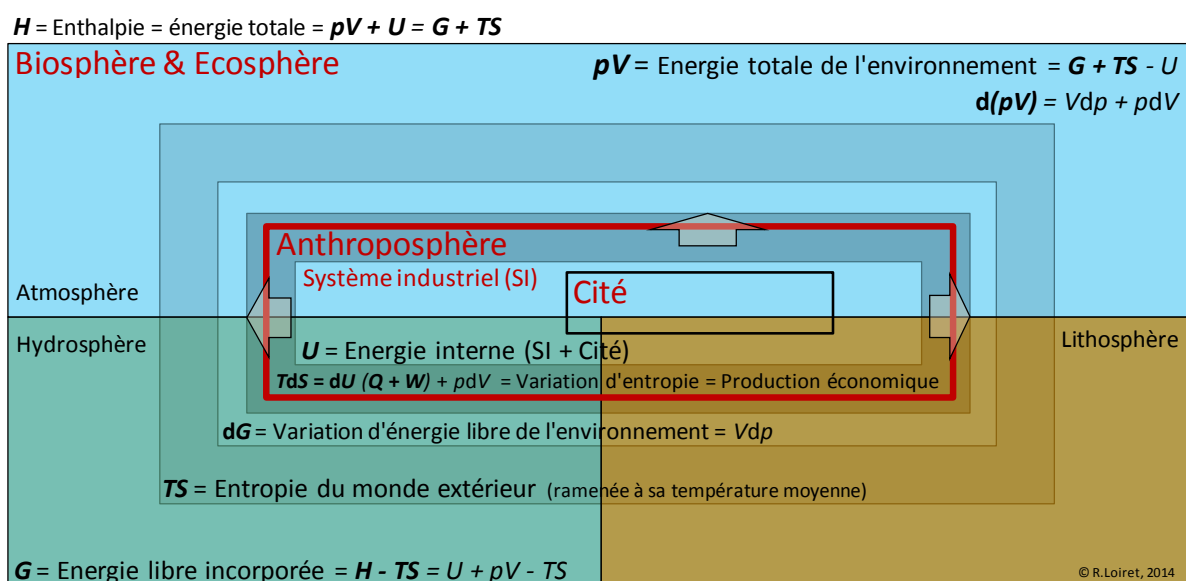 H = Enthalpie = énergie totale = pV + U = G + TS
Biosphère & Ecosphère
pV = Energie totale de l'environnement = G + TS - U
d(pV) = Vdp + pdV
Anthroposphère
Système industriel (SI)
Cité
Atmosphère
Hydrosphère
Lithosphère
U = Energie interne (SI + Cité)
TdS = dU (Q + W) + pdV = Variation d'entropie = Production économique
dG = Variation d'énergie libre de l'environnement = Vdp
TS = Entropie du monde extérieur (ramenée à sa température moyenne)
G = Energie libre incorporée = H - TS = U + pV - TS
© R.Loiret, 2014